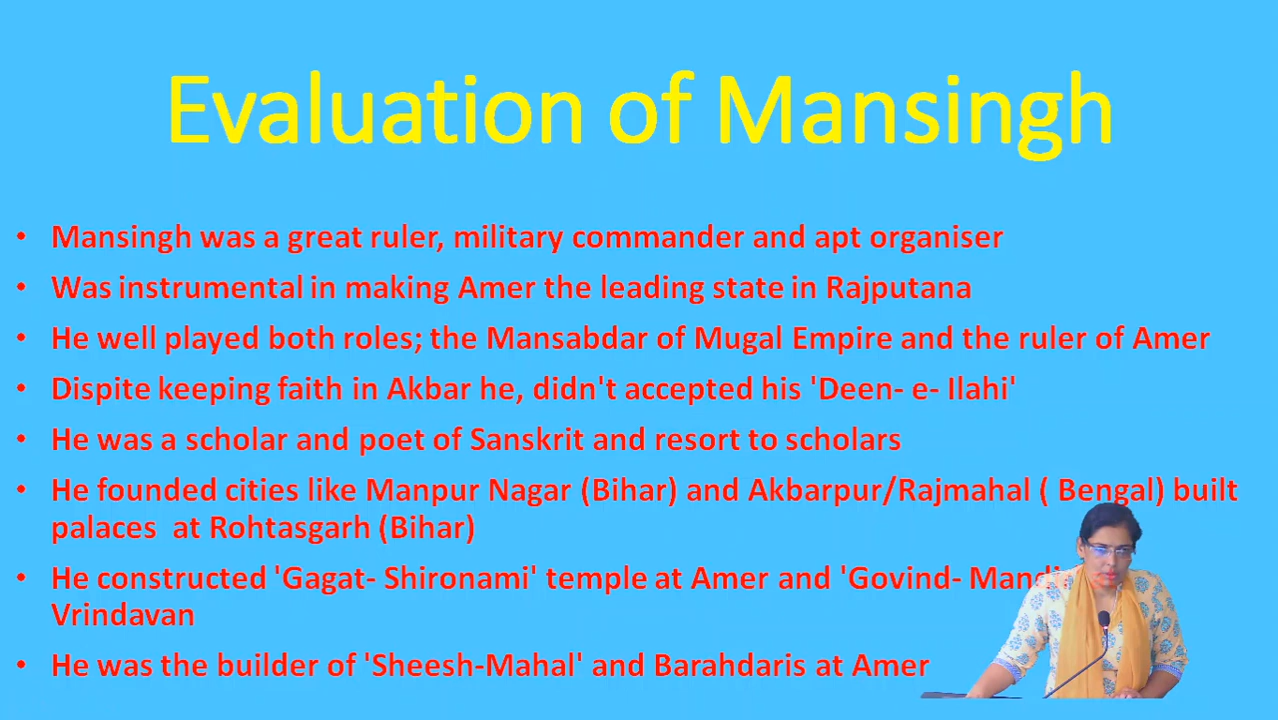 Evaluation of Mansingh
• Mansingh was a great ruler, military commander and apt organiser
• Was instrumental in making Amer the leading state in Rajputana
• He well played both roles; the Mansabdar of Mugal Empire and the ruler of Amer
• Dispite keeping faith in Akbar he, didn't accepted his 'Deen- e- Ilahi'
• He was a scholar and poet of Sanskrit and resort to scholars
• He founded cities like Manpur Nagar (Bihar) and Akbarpur/Rajmahal ( Bengal) built
palaces at Rohtasgarh (Bihar)
• He constructed 'Gagat- Shironami' temple at Amer and 'Govind-
Vrindavan
• He was the builder of 'Sheesh-Mahal' and Barahdaris at Amer